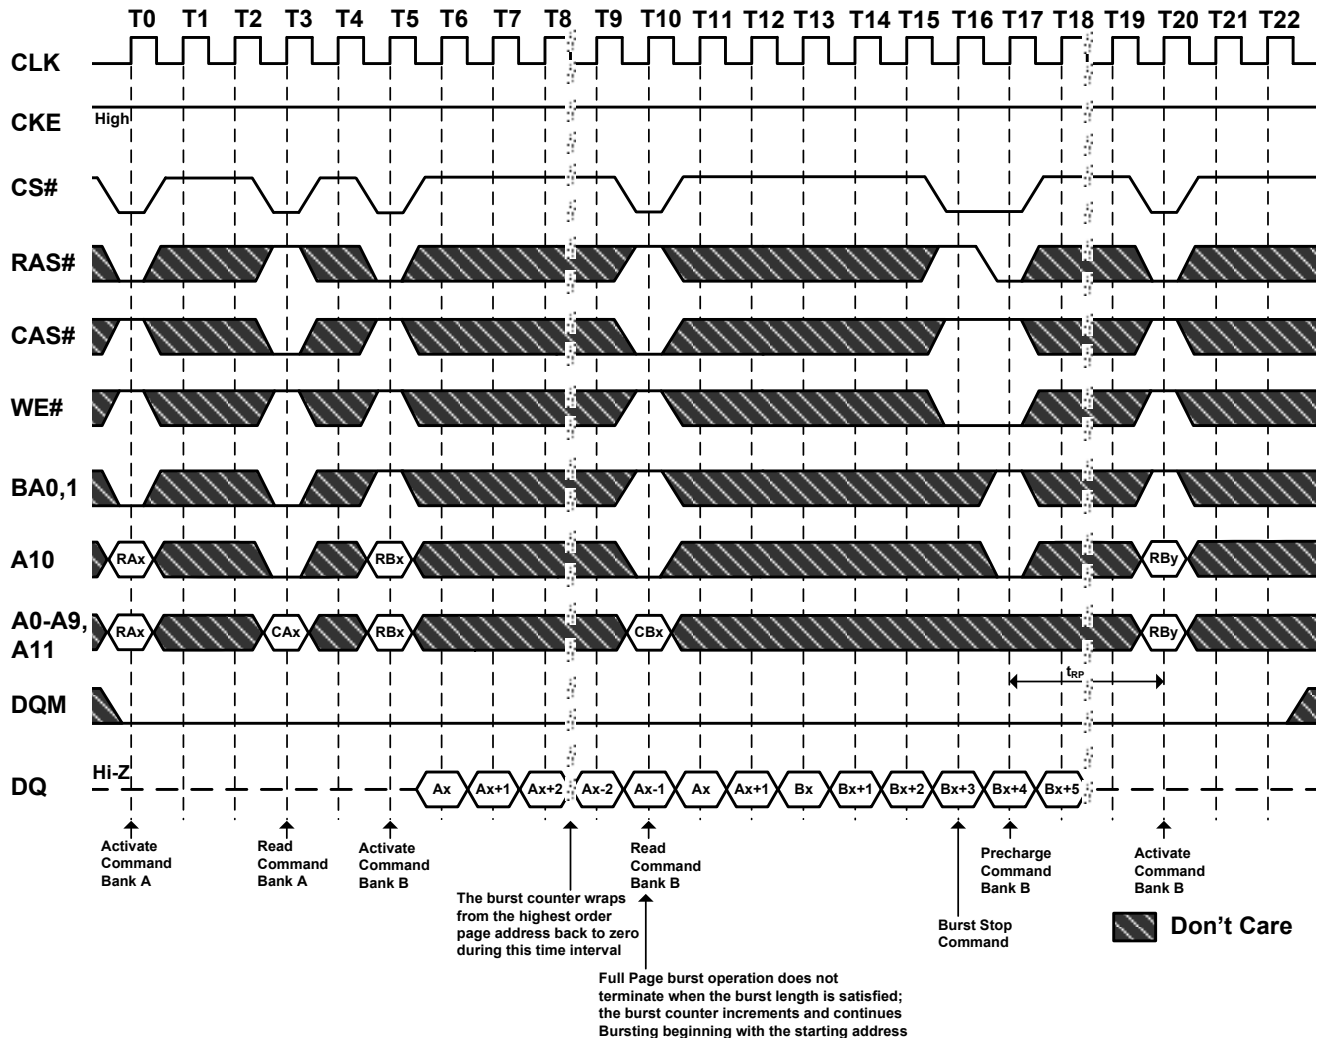 T0 T1 T2 T3 T4 T5 T6 T7 T8 T9 T10 T11 T12 T13 T14 T15 T16 T17 T18 T19 T20 T21 T22
CLK
CKE High
CS#
RAS#
CAS#
WE#
BA0,1
A10 RAx RBx RBy
A0-A9, A11 RAx CAx RBx CBx RBy
tRP
DQM
Hi-Z
DQ Ax Ax+1 Ax+2 Ax-2 Ax-1 Ax Ax+1 Bx Bx+1 Bx+2 Bx+3 Bx+4 Bx+5
Activate
Command
Bank A
Read
Command
Bank A
Activate
Command
Bank B
The burst counter wraps
from the highest order
page address back to zero
during this time interval
Read
Command
Bank B
Full Page burst operation does not
terminate when the burst length is satisfied;
the burst counter increments and continues
Bursting beginning with the starting address
Burst Stop
Command
Precharge
Command
Bank B
Activate
Command
Bank B
Don't Care